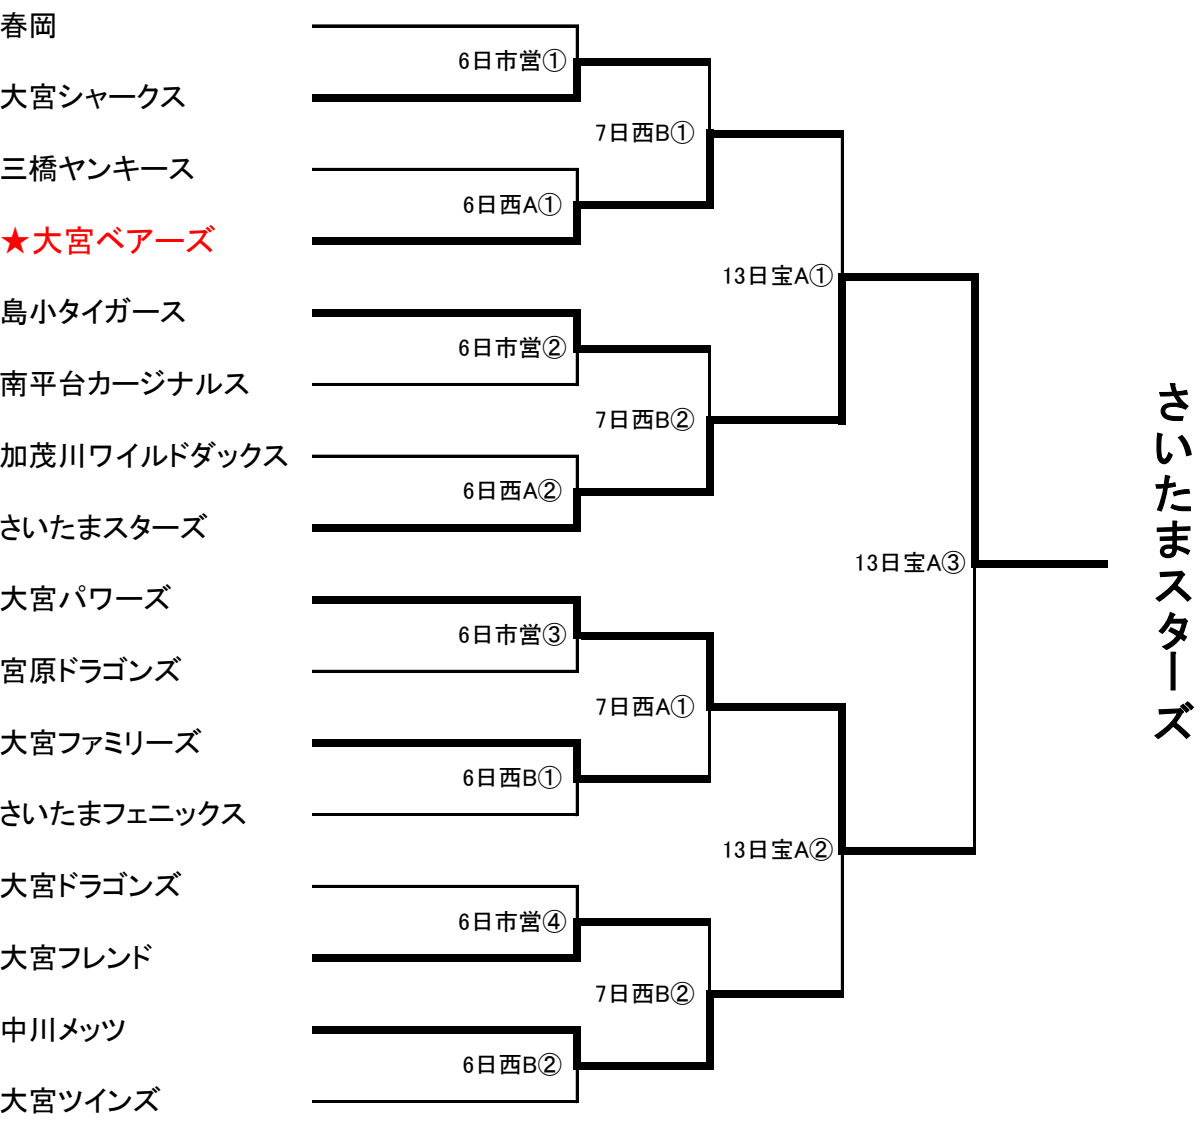 春岡
6日市営①
大宮シャークス
7日西B①
三橋ヤンキース
6日西A①
★大宮ベアーズ
13日宝A①
島小タイガース
6日市営②
南平台カージナルス
7日西B②
加茂川ワイルドダックス
6日西A②
さいたまスターズ
13日宝A③
さいたまスターズ
大宮パワーズ
6日市営③
宮原ドラゴンズ
7日西A①
大宮ファミリーズ
6日西B①
さいたまフェニックス
13日宝A②
大宮ドラゴンズ
6日市営④
大宮フレンド
7日西B②
中川メッツ
6日西B②
大宮ツインズ